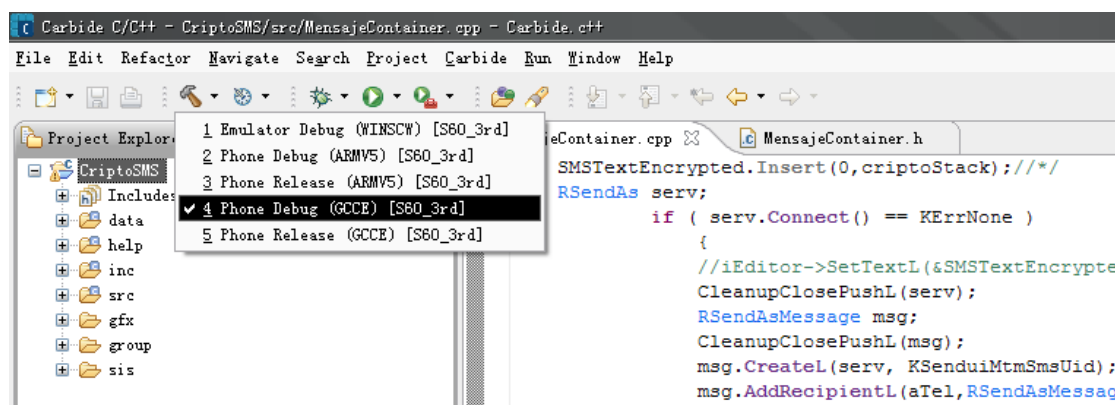 Carbide C/C++ - CriptoSMS/src/MensajeContainer.cpp - Carbide.c++
File Edit Refactor Navigate Search Project Carbide Run Window Help
Project Explor
1 Emulator Debug (WINSCW) [S60_3rd]
2 Phone Debug (ARMV5) [S60_3rd]
3 Phone Release (ARMV5) [S60_3rd]
4 Phone Debug (GCCE) [S60_3rd]
5 Phone Release (GCCE) [S60_3rd]
CriptoSMS
Includes
data
help
inc
src
gfx
group
sis
eContainer.cpp
MensajeContainer.h
SMSTextEncrypted.Insert(0,criptoStack);//*/
RSendAs serv;
if ( serv.Connect() == KErrNone )
{
//iEditor->SetTextL(&SMSTextEncrypte
CleanupClosePushL(serv);
RSendAsMessage msg;
CleanupClosePushL(msg);
msg.CreateL(serv, KSenduiMtmSmsUid);
msg.AddRecipientL(aTel,RSendAsMessag